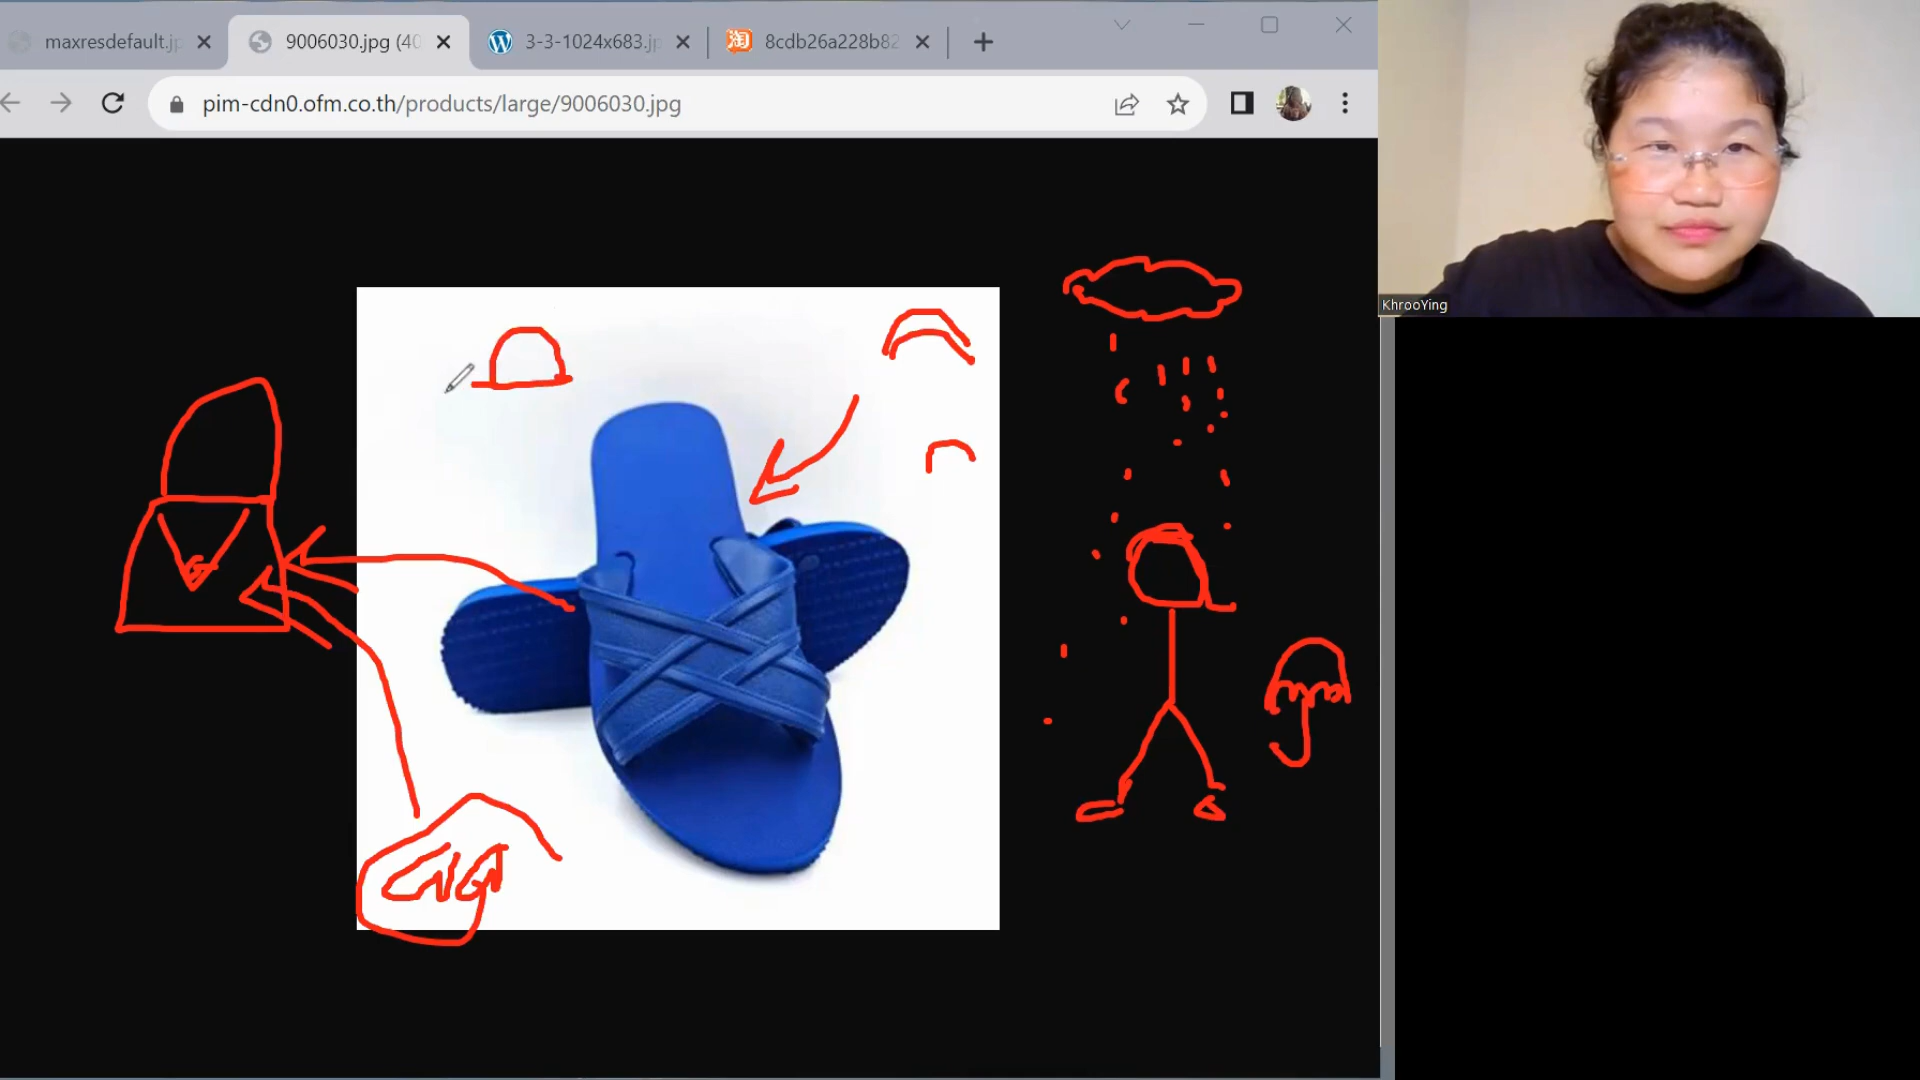 maxresdefault.jp
9006030.jpg (40
3-3-1024x683.jp
淘
8cdb26a228b82
pim-cdn0.ofm.co.th/products/large/9006030.jpg
KhrooYing